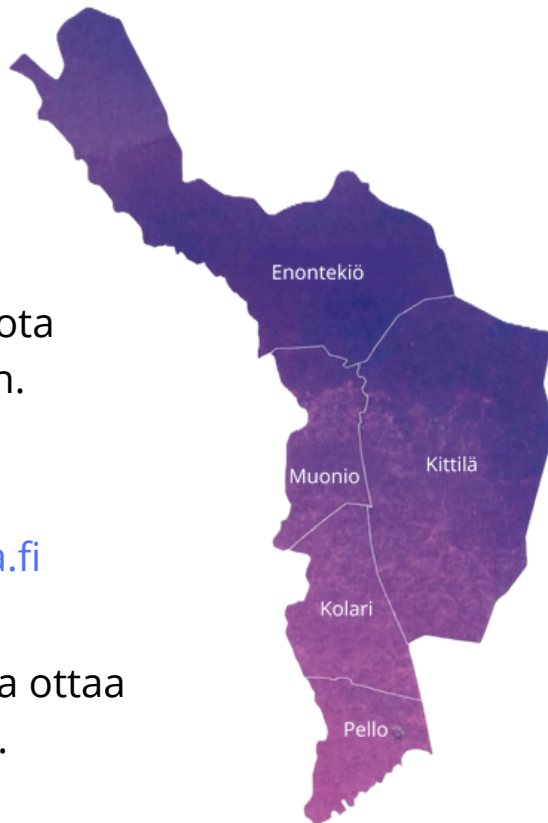 ota
n.
a.fi
a ottaa
.
Enontekiö
Muonio
Kittilä
Kolari
Pello